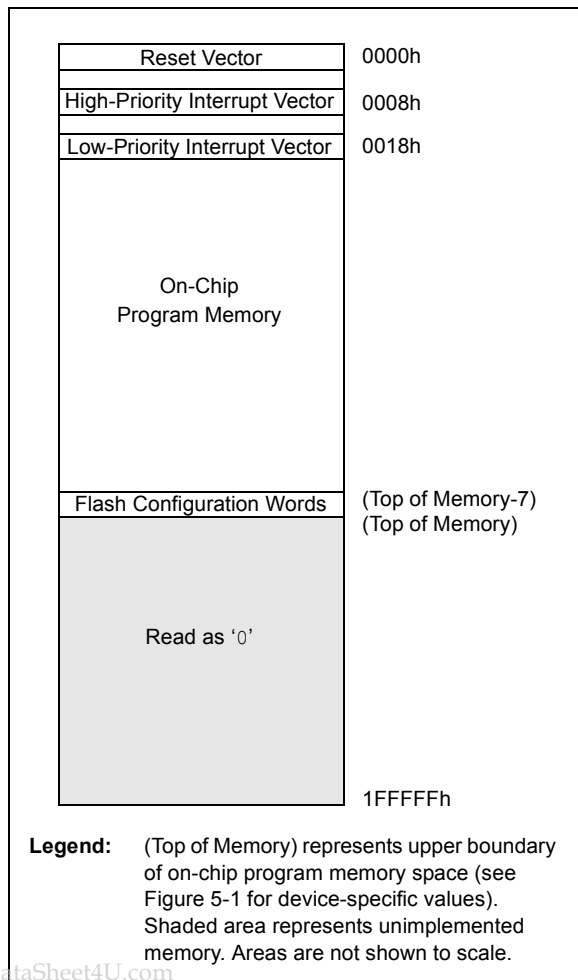 Reset Vector 0000h
High-Priority Interrupt Vector 0008h
Low-Priority Interrupt Vector 0018h
On-Chip
Program Memory
Flash Configuration Words (Top of Memory-7)
(Top of Memory)
Read as ‘0’
1FFFFFh
Legend: (Top of Memory) represents upper boundary
of on-chip program memory space (see
Figure 5-1 for device-specific values).
Shaded area represents unimplemented
memory. Areas are not shown to scale.
ataSheet4U.com